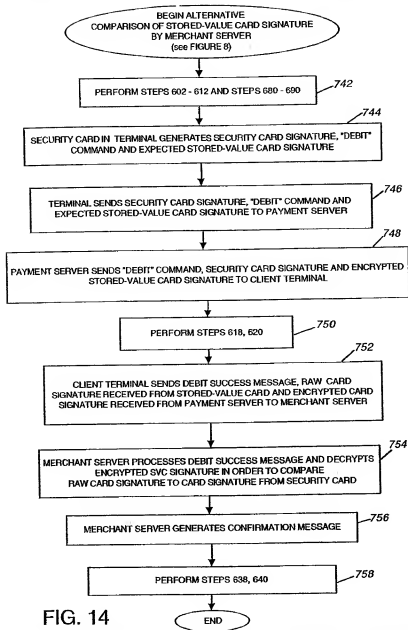 BEGIN ALTERNATIVE
COMPARISON OF STORED-VALUE CARD SIGNATURE
BY MERCHANT SERVER
(see FIGURE 8)
742
PERFORM STEPS 602 - 612 AND STEPS 680 - 690
744
SECURITY CARD IN TERMINAL GENERATES SECURITY CARD SIGNATURE, "DEBIT"
COMMAND AND EXPECTED STORED-VALUE CARD SIGNATURE
746
TERMINAL SENDS SECURITY CARD SIGNATURE, "DEBIT" COMMAND AND
EXPECTED STORED-VALUE CARD SIGNATURE TO PAYMENT SERVER
748
PAYMENT SERVER SENDS "DEBIT" COMMAND, SECURITY CARD SIGNATURE AND ENCRYPTED
STORED-VALUE CARD SIGNATURE TO CLIENT TERMINAL
750
PERFORM STEPS 618, 620
752
CLIENT TERMINAL SENDS DEBIT SUCCESS MESSAGE, RAW CARD
SIGNATURE RECEIVED FROM STORED-VALUE CARD AND ENCRYPTED CARD
SIGNATURE RECEIVED FROM PAYMENT SERVER TO MERCHANT SERVER
754
MERCHANT SERVER PROCESSES DEBIT SUCCESS MESSAGE AND DECRYPTS
ENCRYPTED SVC SIGNATURE IN ORDER TO COMPARE
RAW CARD SIGNATURE TO CARD SIGNATURE FROM SECURITY CARD
756
MERCHANT SERVER GENERATES CONFIRMATION MESSAGE
758
PERFORM STEPS 638, 640
FIG. 14
END